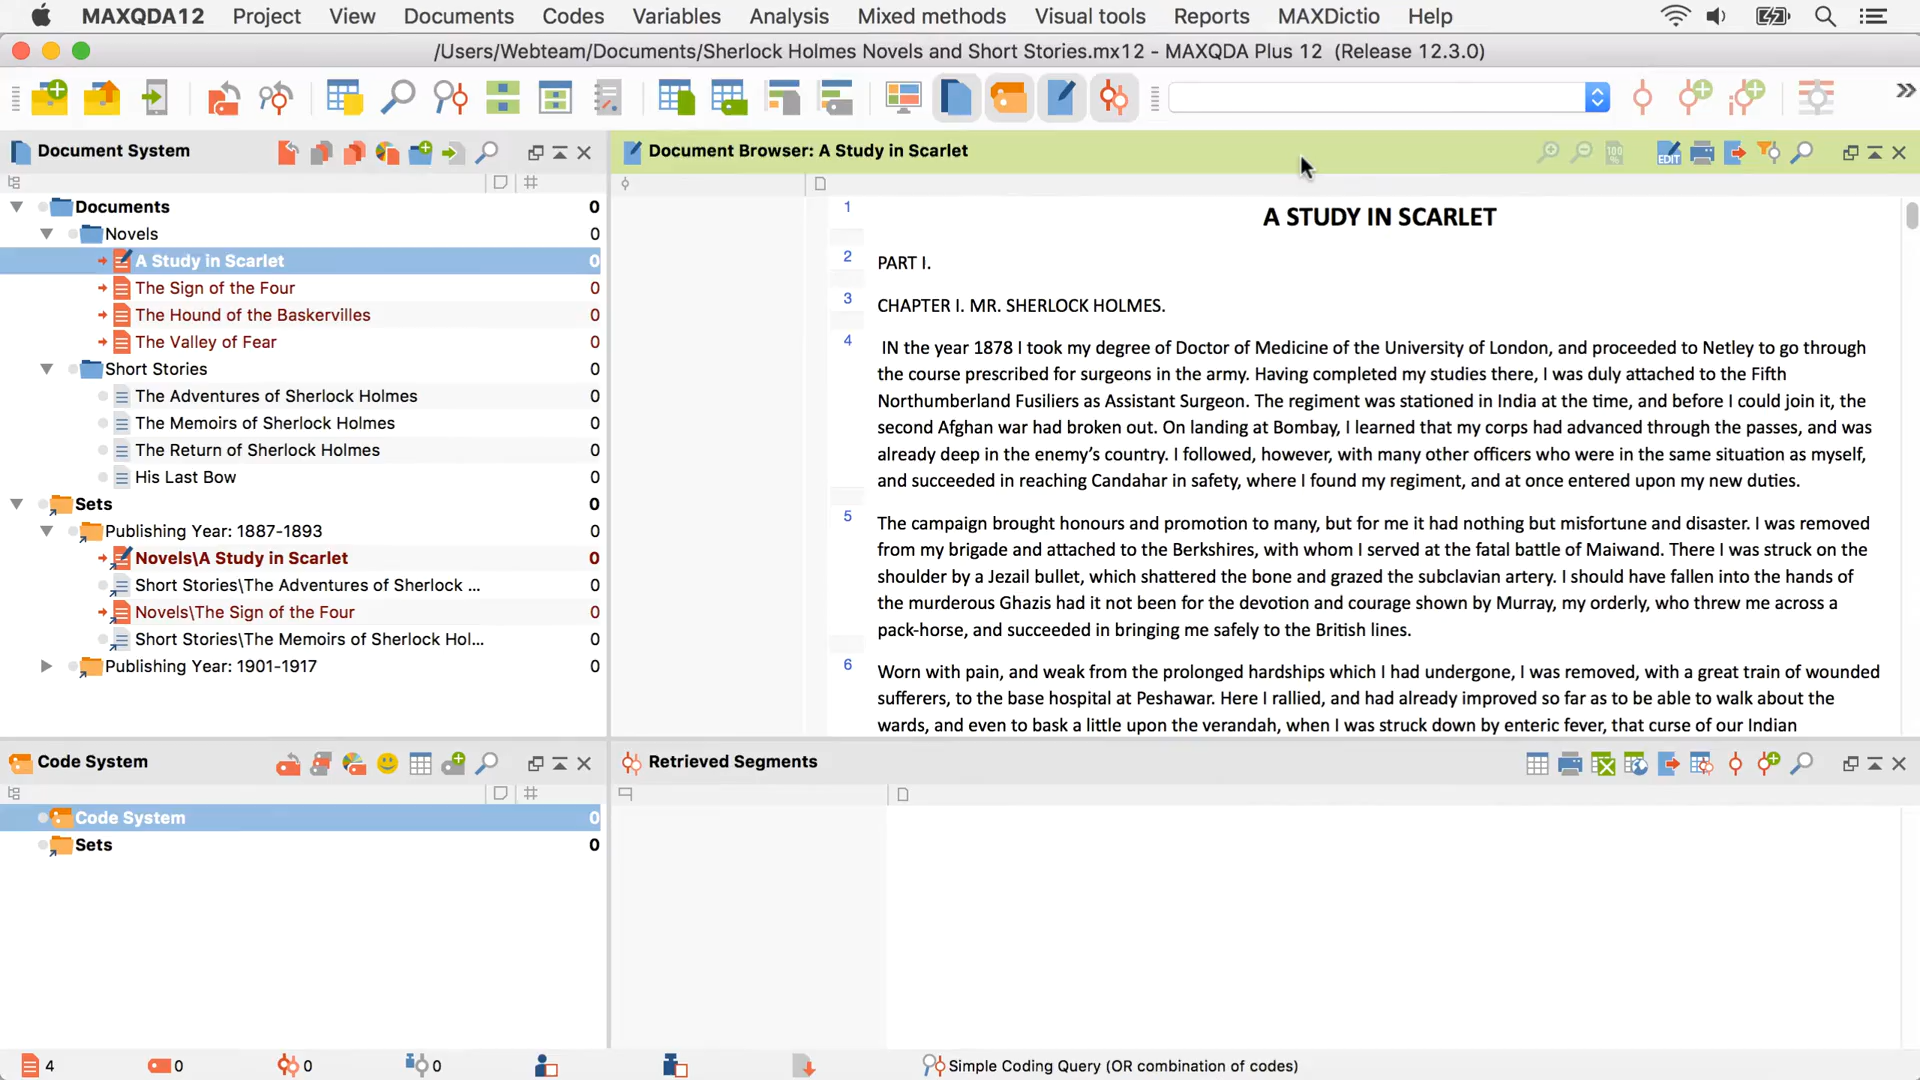 MAXQDA12 Project View Documents Codes Variables Analysis Mixed methods Visual tools Reports MAXDictio Help
/Users/Webteam/Documents/Sherlock Holmes Novels and Short Stories.mx12 - MAXQDA Plus 12 (Release 12.3.0)
Document System
Documents 0
Novels 0
A Study in Scarlet 0
The Sign of the Four 0
The Hound of the Baskervilles 0
The Valley of Fear 0
Short Stories 0
The Adventures of Sherlock Holmes 0
The Memoirs of Sherlock Holmes 0
The Return of Sherlock Holmes 0
His Last Bow 0
Sets 0
Publishing Year: 1887-1893 0
Novels\A Study in Scarlet 0
Short Stories\The Adventures of Sherlock ... 0
Novels\The Sign of the Four 0
Short Stories\The Memoirs of Sherlock Hol... 0
Publishing Year: 1901-1917 0
Document Browser: A Study in Scarlet
100 %
EDIT
1 A STUDY IN SCARLET
2 PART I.
3 CHAPTER I. MR. SHERLOCK HOLMES.
4 IN the year 1878 I took my degree of Doctor of Medicine of the University of London, and proceeded to Netley to go through
the course prescribed for surgeons in the army. Having completed my studies there, I was duly attached to the Fifth
Northumberland Fusiliers as Assistant Surgeon. The regiment was stationed in India at the time, and before I could join it, the
second Afghan war had broken out. On landing at Bombay, I learned that my corps had advanced through the passes, and was
already deep in the enemy’s country. I followed, however, with many other officers who were in the same situation as myself,
and succeeded in reaching Candahar in safety, where I found my regiment, and at once entered upon my new duties.
5 The campaign brought honours and promotion to many, but for me it had nothing but misfortune and disaster. I was removed
from my brigade and attached to the Berkshires, with whom I served at the fatal battle of Maiwand. There I was struck on the
shoulder by a Jezail bullet, which shattered the bone and grazed the subclavian artery. I should have fallen into the hands of
the murderous Ghazis had it not been for the devotion and courage shown by Murray, my orderly, who threw me across a
pack-horse, and succeeded in bringing me safely to the British lines.
6 Worn with pain, and weak from the prolonged hardships which I had undergone, I was removed, with a great train of wounded
sufferers, to the base hospital at Peshawar. Here I rallied, and had already improved so far as to be able to walk about the
wards, and even to bask a little upon the verandah, when I was struck down by enteric fever, that curse of our Indian
Code System
Code System 0
Sets 0
Retrieved Segments
4 0 0 0 Simple Coding Query (OR combination of codes)